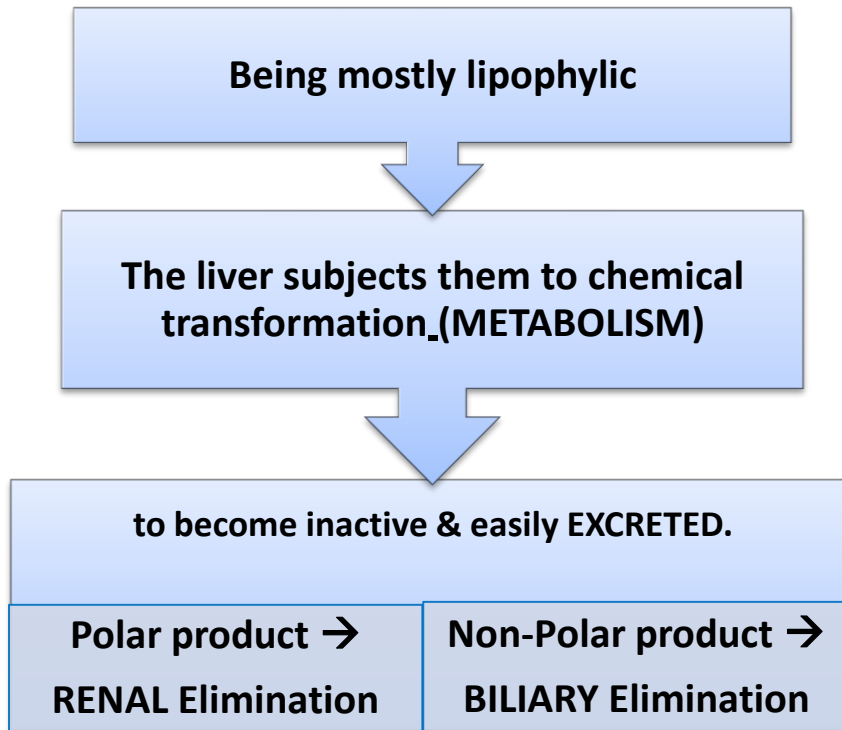 Being mostly lipophylic
The liver subjects them to chemical
transformation (METABOLISM)
to become inactive & easily EXCRETED.
Polar product →
RENAL Elimination
Non-Polar product →
BILIARY Elimination